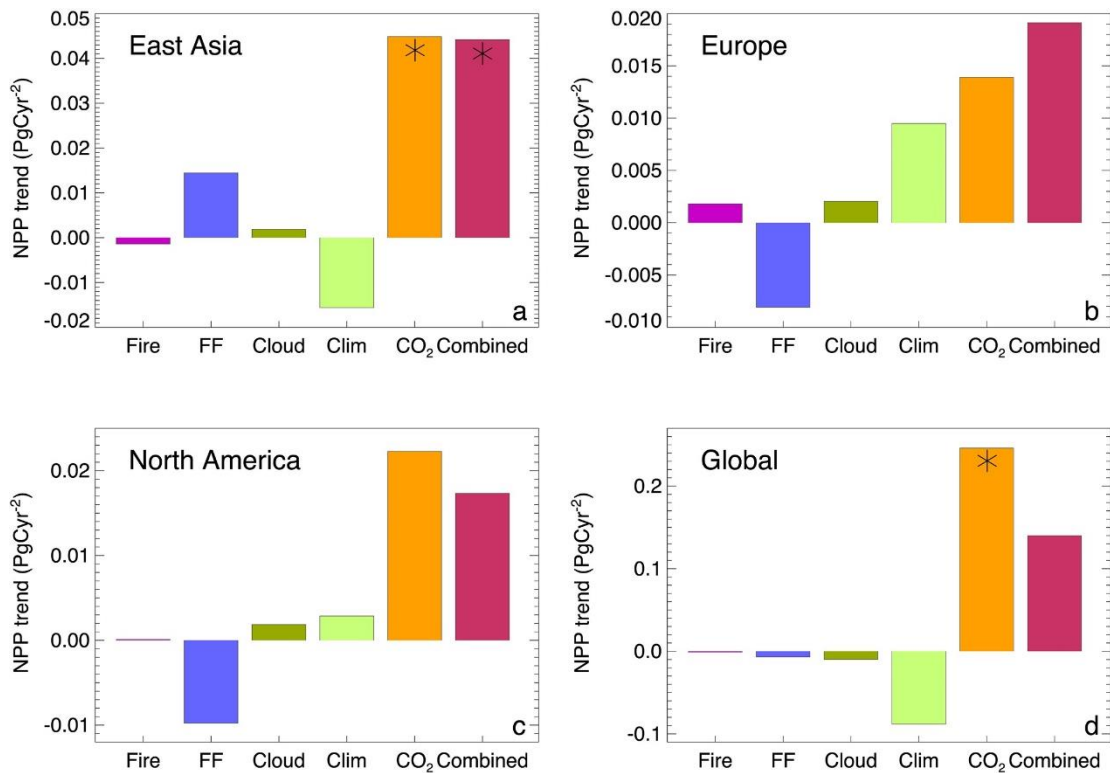 East Asia
NPP trend (PgCyr-2)
0.05
0.04
0.03
0.02
0.01
0.00
-0.01
-0.02
a
Fire FF Cloud Clim CO2 Combined
Europe
NPP trend (PgCyr-2)
0.020
0.015
0.010
0.005
0.000
-0.005
-0.010
b
Fire FF Cloud Clim CO2 Combined
North America
NPP trend (PgCyr-2)
0.02
0.01
0.00
-0.01
c
Fire FF Cloud Clim CO2 Combined
Global
NPP trend (PgCyr-2)
0.2
0.1
0.0
-0.1
d
Fire FF Cloud Clim CO2 Combined